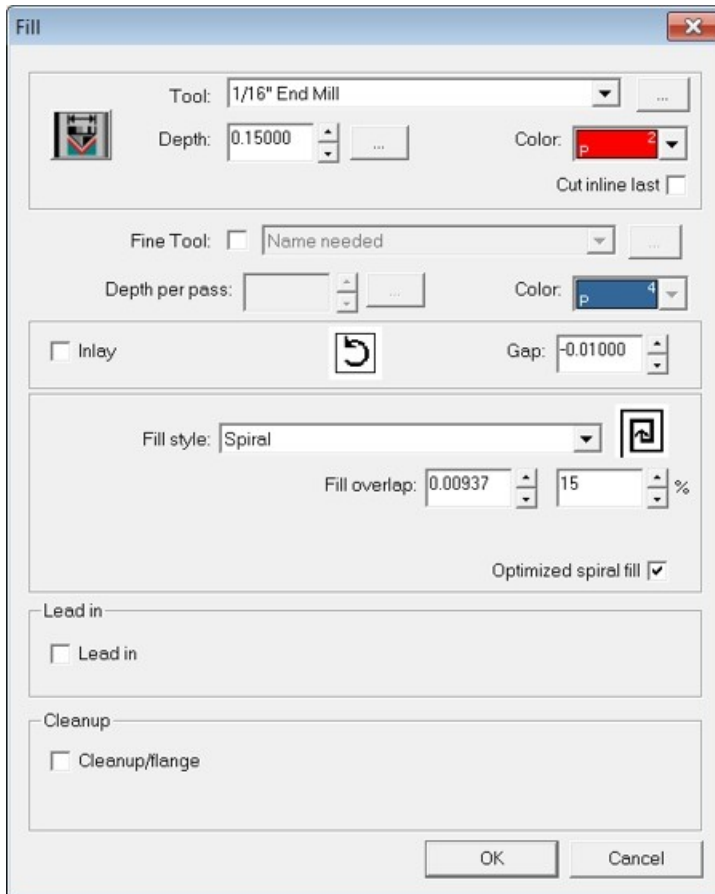 Fill
Tool: 1/16" End Mill ...
Depth: 0.15000 ... Color: P 2
Cut inline last
Fine Tool: Name needed ...
Depth per pass: ... Color: P 4
Inlay Gap: -0.01000
Fill style: Spiral
Fill overlap: 0.00937 15 %
Optimized spiral fill
Lead in
Lead in
Cleanup
Cleanup/flange
OK Cancel